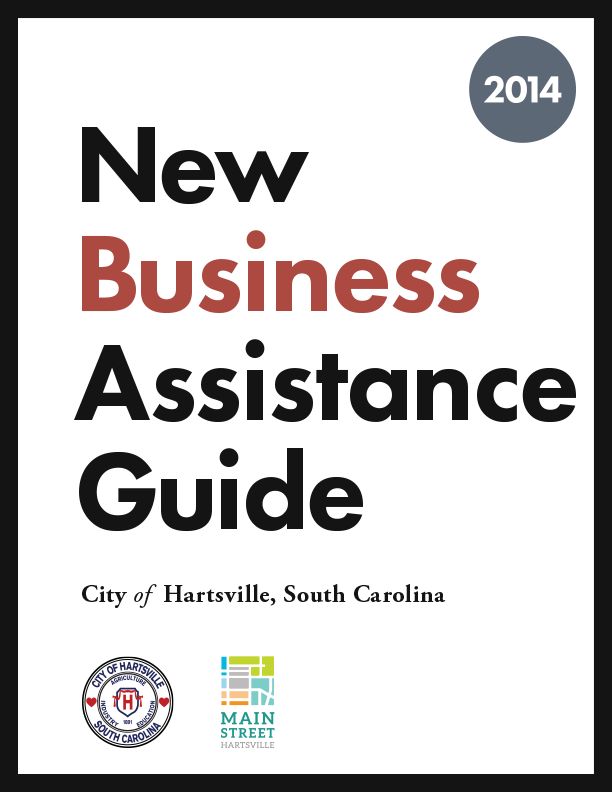 2014
New
Business
Assistance
Guide
City of Hartsville, South Carolina
CITY OF HARTSVILLE
AGRICULTURE
H
INDUSTRY
EDUCATION
1891
SOUTH CAROLINA
MAIN
STREET
HARTSVILLE